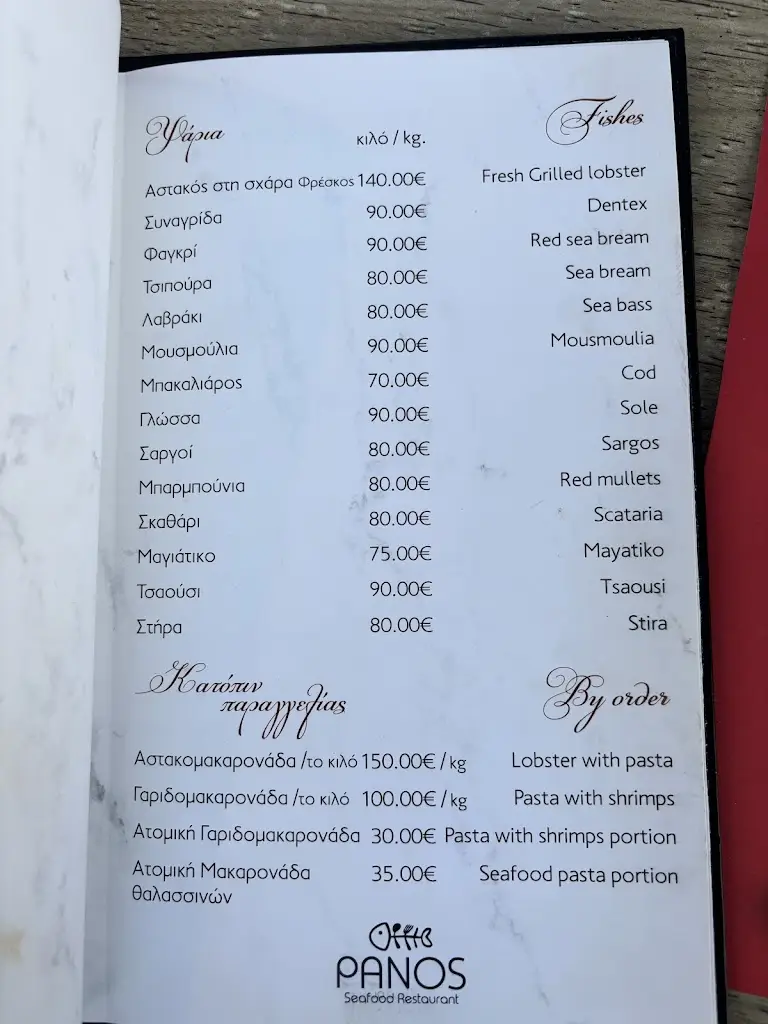 Ψάρια κιλό / kg. Fishes
Αστακός στη σχάρα Φρέσκος 140.00€ Fresh Grilled lobster
Συναγρίδα 90.00€ Dentex
Φαγκρί 90.00€ Red sea bream
Τσιπούρα 80.00€ Sea bream
Λαβράκι 80.00€ Sea bass
Μουσμούλια 90.00€ Mousmoulia
Μπακαλιάρος 70.00€ Cod
Γλώσσα 90.00€ Sole
Σαργοί 80.00€ Sargos
Μπαρμπούνια 80.00€ Red mullets
Σκαθάρι 80.00€ Scataria
Μαγιάτικο 75.00€ Mayatiko
Τσαούσι 90.00€ Tsaousi
Στήρα 80.00€ Stira
Κατόπιν
παραγγελίας By order
Αστακομακαρονάδα /το κιλό 150.00€ / kg Lobster with pasta
Γαριδομακαρονάδα /το κιλό 100.00€ / kg Pasta with shrimps
Ατομική Γαριδομακαρονάδα 30.00€ Pasta with shrimps portion
Ατομική Μακαρονάδα 35.00€ Seafood pasta portion
θαλασσινών
PANOS
Seafood Restaurant